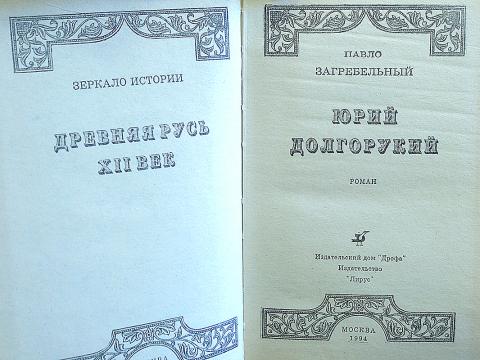 ЗЕРКАЛО ИСТОРИИ
ДРЕВНЯЯ РУСЬ
XII ВЕК
ПАВЛО
ЗАГРЕБЕЛЬНЫЙ
ЮРИЙ
ДОЛГОРУКИЙ
РОМАН
Издательский дом "Дрофа"
Издательство
"Лирус"
МОСКВА
1994